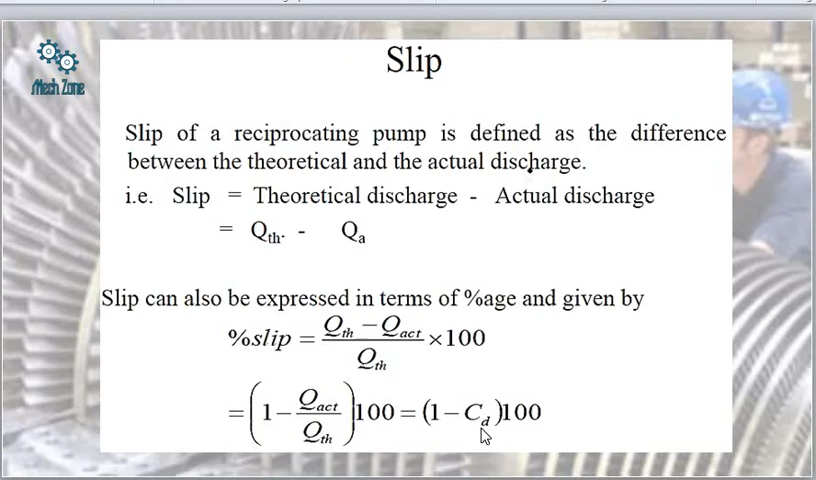 Mech Zone
Slip
Slip of a reciprocating pump is defined as the difference
between the theoretical and the actual discharge.
i.e. Slip = Theoretical discharge - Actual discharge
= Qth. - Qa
Slip can also be expressed in terms of %age and given by
%slip = (Qth − Qact) / Qth ×100
= (1− Qact / Qth)100 = (1− Cd)100